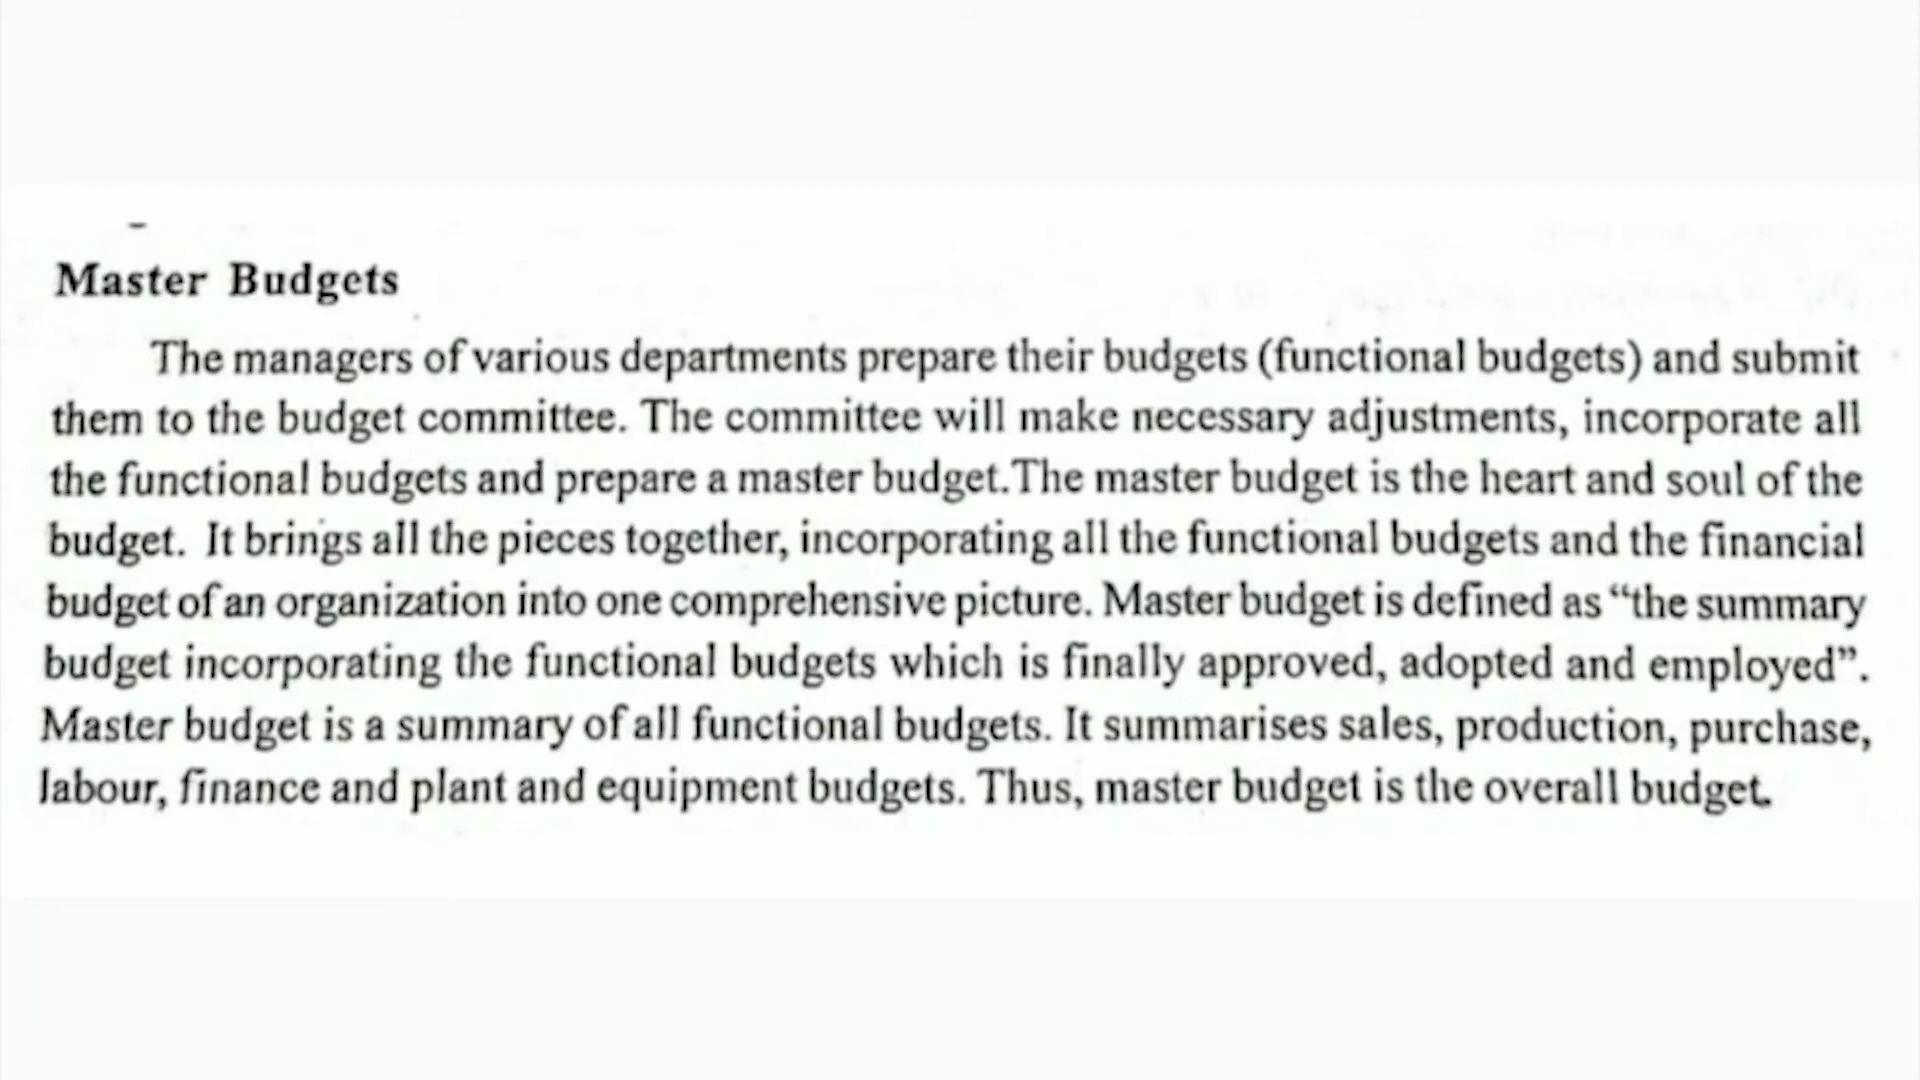 Master Budgets
The managers of various departments prepare their budgets (functional budgets) and submit
them to the budget committee. The committee will make necessary adjustments, incorporate all
the functional budgets and prepare a master budget.The master budget is the heart and soul of the
budget. It brings all the pieces together, incorporating all the functional budgets and the financial
budget of an organization into one comprehensive picture. Master budget is defined as “the summary
budget incorporating the functional budgets which is finally approved, adopted and employed”.
Master budget is a summary of all functional budgets. It summarises sales, production, purchase,
labour, finance and plant and equipment budgets. Thus, master budget is the overall budget.